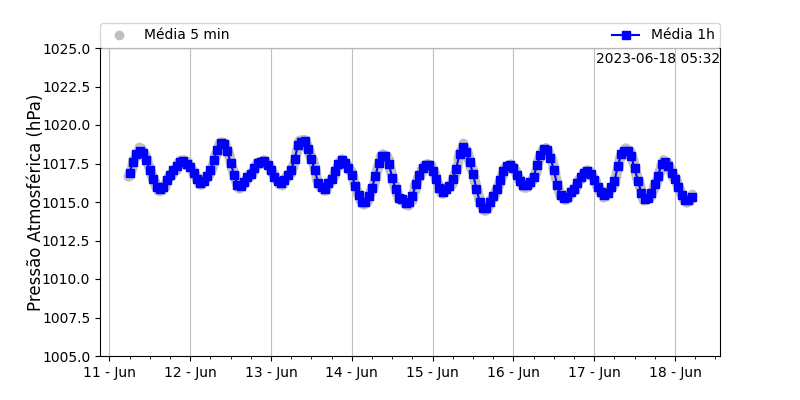 Média 5 min
Média 1h
2023-06-18 05:32
Pressão Atmosférica (hPa)
1025.0
1022.5
1020.0
1017.5
1015.0
1012.5
1010.0
1007.5
1005.0
11 - Jun
12 - Jun
13 - Jun
14 - Jun
15 - Jun
16 - Jun
17 - Jun
18 - Jun